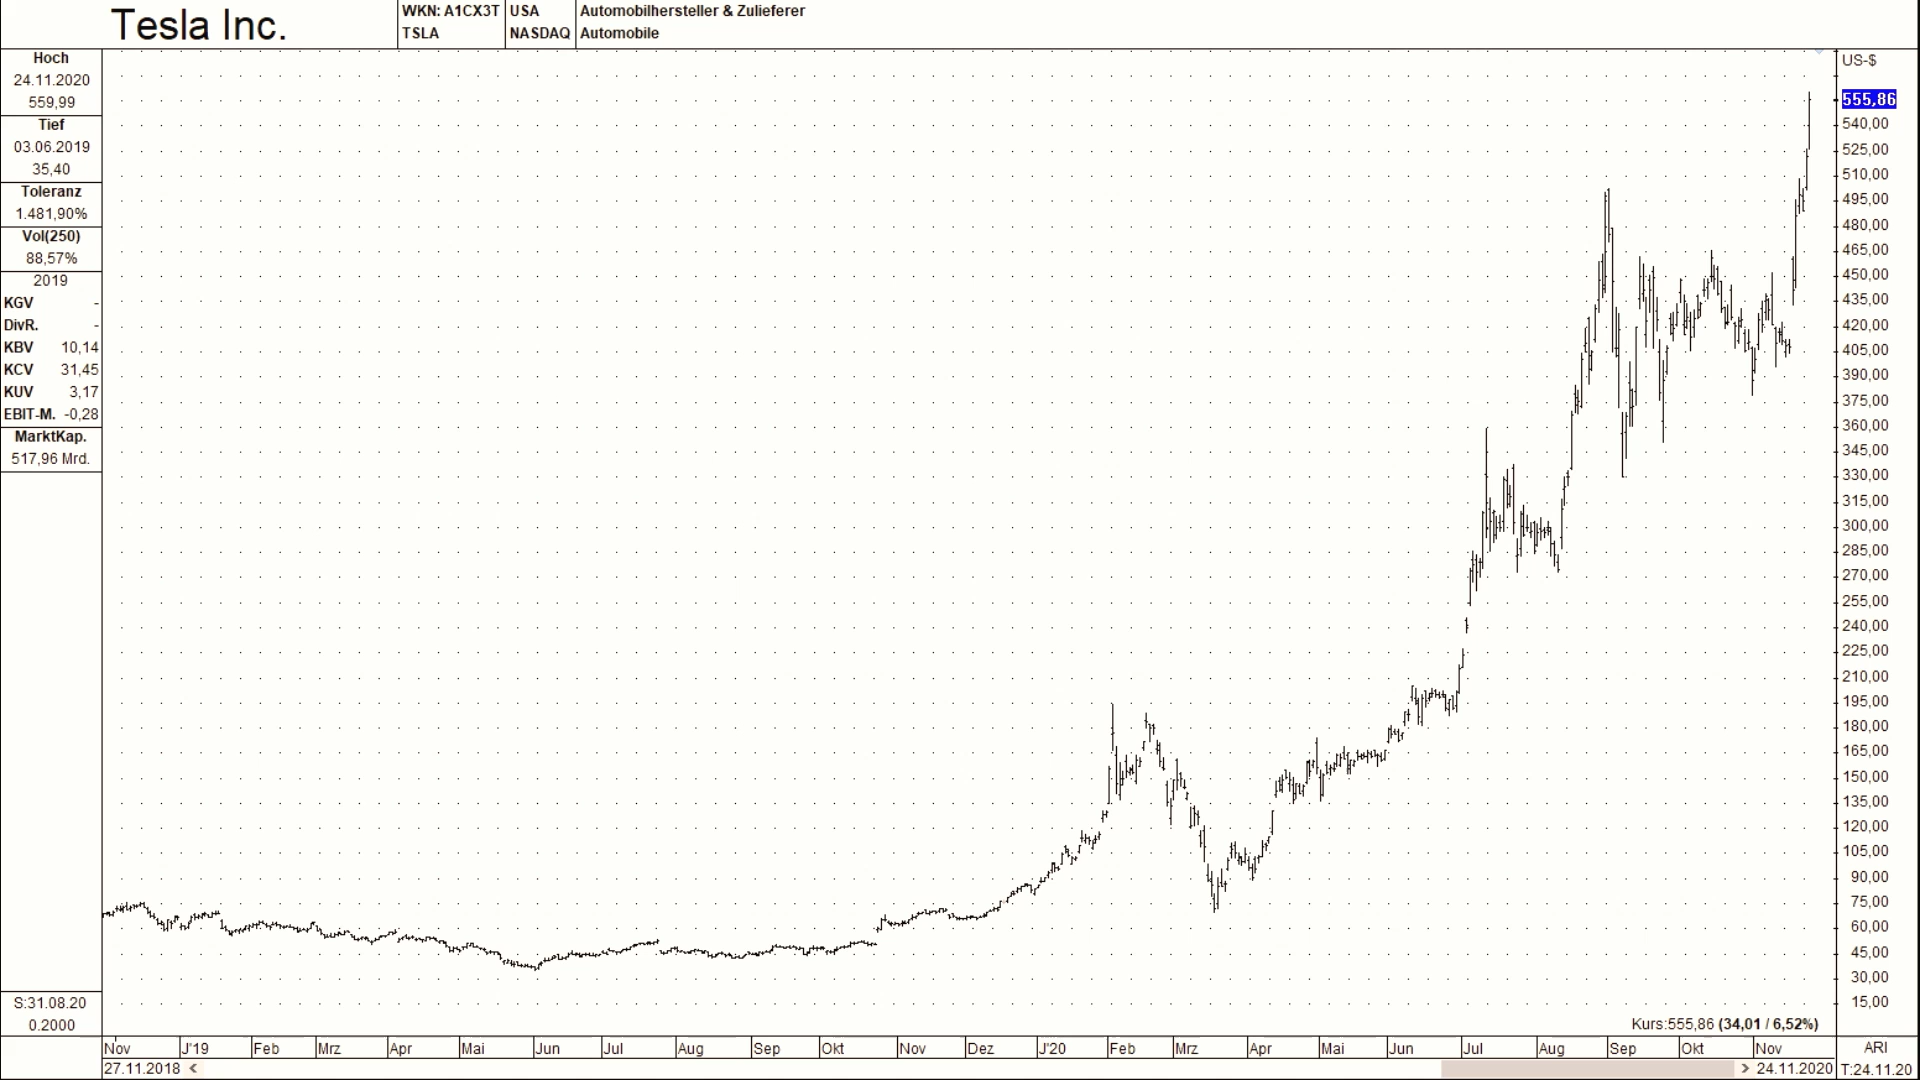 Tesla Inc.
WKN: A1CX3T USA Automobilhersteller & Zulieferer
TSLA NASDAQ Automobile
Hoch
24.11.2020
559,99
Tief
03.06.2019
35,40
Toleranz
1.481,90%
Vol(250)
88,57%
2019
KGV -
DivR. -
KBV 10,14
KCV 31,45
KUV 3,17
EBIT-M. -0,28
MarktKap.
517,96 Mrd.
S:31.08.20
0.2000
US-$
555,86
540,00
525,00
510,00
495,00
480,00
465,00
450,00
435,00
420,00
405,00
390,00
375,00
360,00
345,00
330,00
315,00
300,00
285,00
270,00
255,00
240,00
225,00
210,00
195,00
180,00
165,00
150,00
135,00
120,00
105,00
90,00
75,00
60,00
45,00
30,00
15,00
Kurs:555,86 (34,01 / 6,52%)
Nov J'19 Feb Mrz Apr Mai Jun Jul Aug Sep Okt Nov Dez J'20 Feb Mrz Apr Mai Jun Jul Aug Sep Okt Nov ARI
27.11.2018 < > 24.11.2020 T:24.11.20